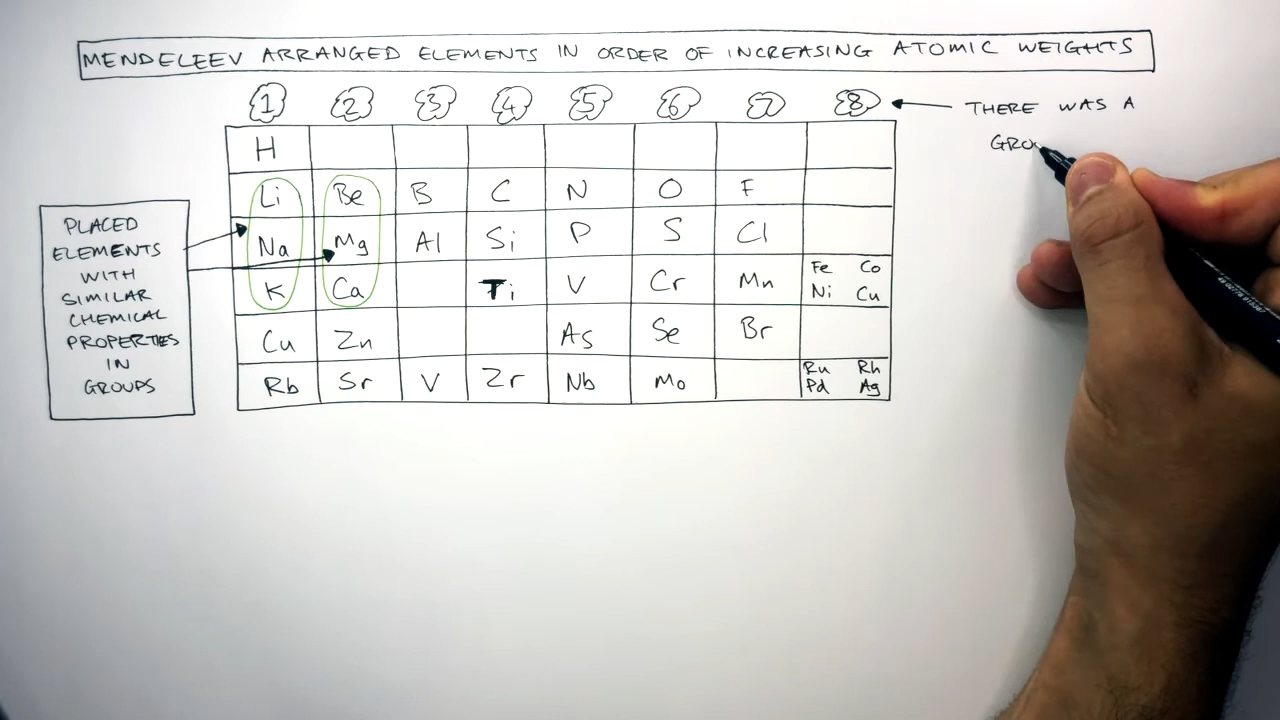 MENDELEEV ARRANGED ELEMENTS IN ORDER OF INCREASING ATOMIC WEIGHTS
1 2 3 4 5 6 7 8
THERE WAS A
GROU
H
Li Be B C N O F
Na Mg Al Si P S Cl
K Ca Ti V Cr Mn Fe Co
Ni Cu
Cu Zn As Se Br
Rb Sr V Zr Nb Mo Ru Rh
Pd Ag
PLACED
ELEMENTS
WITH
SIMILAR
CHEMICAL
PROPERTIES
IN
GROUPS